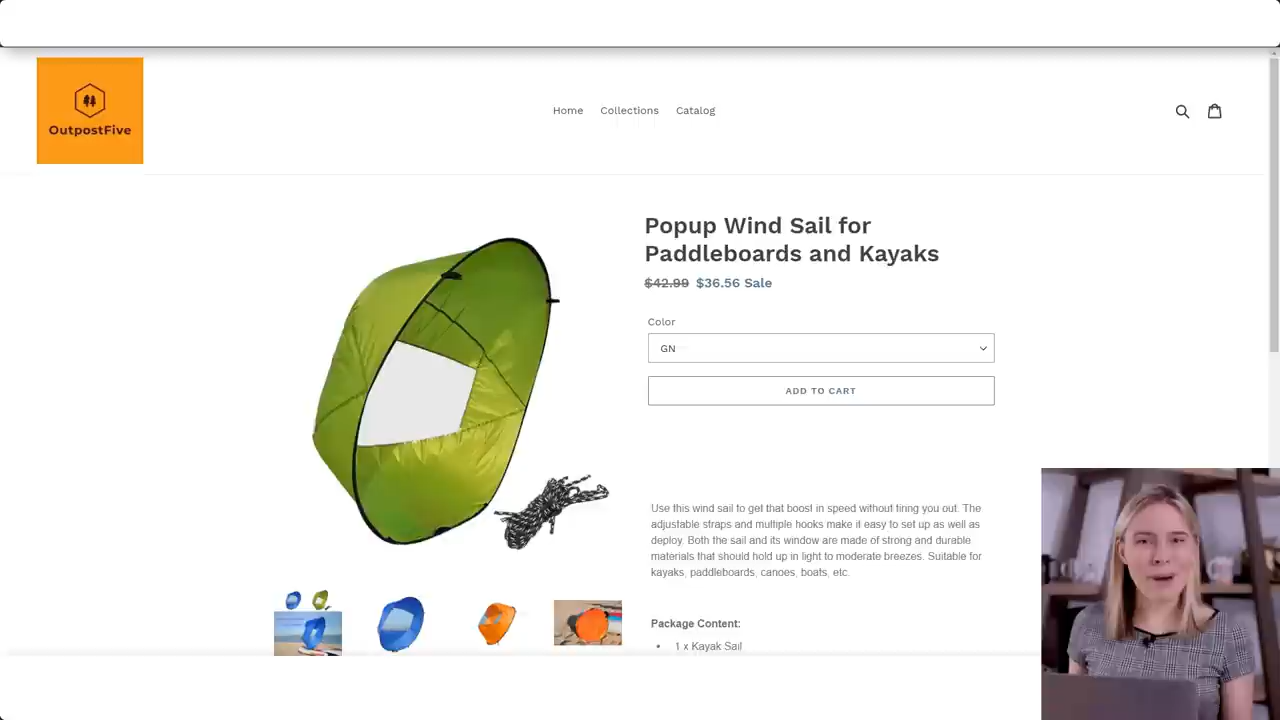 OutpostFive
Home Collections Catalog
Popup Wind Sail for
Paddleboards and Kayaks
$42.99 $36.56 Sale
Color
GN
ADD TO CART
Use this wind sail to get that boost in speed without tiring you out. The
adjustable straps and multiple hooks make it easy to set up as well as
deploy. Both the sail and its window are made of strong and durable
materials that should hold up in light to moderate breezes. Suitable for
kayaks, paddleboards, canoes, boats, etc.
Package Content:
1 x Kayak Sail